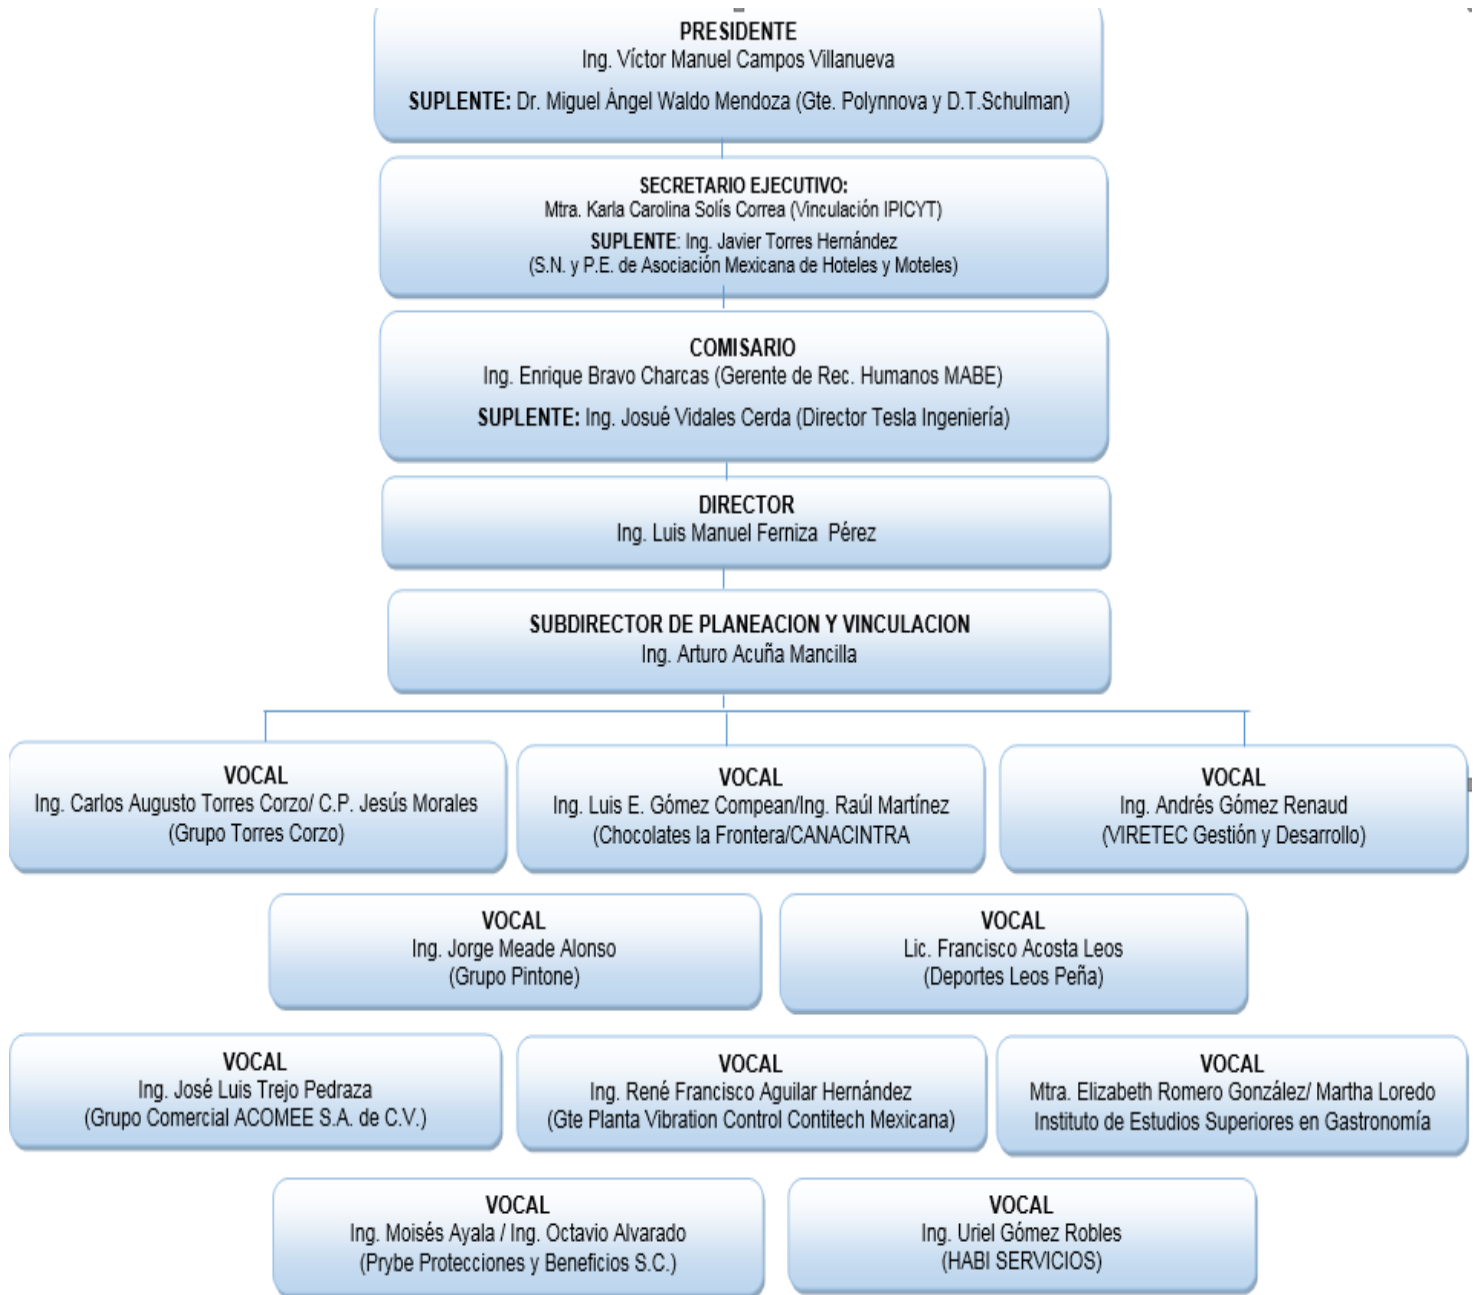 PRESIDENTE
Ing. Víctor Manuel Campos Villanueva
SUPLENTE: Dr. Miguel Ángel Waldo Mendoza (Gte. Polynnova y D.T.Schulman)
SECRETARIO EJECUTIVO:
Mtra. Karla Carolina Solís Correa (Vinculación IPICYT)
SUPLENTE: Ing. Javier Torres Hernández
(S.N. y P.E. de Asociación Mexicana de Hoteles y Moteles)
COMISARIO
Ing. Enrique Bravo Charcas (Gerente de Rec. Humanos MABE)
SUPLENTE: Ing. Josué Vidales Cerda (Director Tesla Ingeniería)
DIRECTOR
Ing. Luis Manuel Ferniza  Pérez
SUBDIRECTOR DE PLANEACION Y VINCULACION
Ing. Arturo Acuña Mancilla
VOCAL
Ing. Carlos Augusto Torres Corzo/ C.P. Jesús Morales
(Grupo Torres Corzo)
VOCAL
Ing. Luis E. Gómez Compean/Ing. Raúl Martínez
(Chocolates la Frontera/CANACINTRA
VOCAL
Ing. Andrés Gómez Renaud
(VIRETEC Gestión y Desarrollo)
VOCAL
Ing. Jorge Meade Alonso
(Grupo Pintone)
VOCAL
Lic. Francisco Acosta Leos
(Deportes Leos Peña)
VOCAL
Ing. José Luis Trejo Pedraza
(Grupo Comercial ACOMEE S.A. de C.V.)
VOCAL
Ing. René Francisco Aguilar Hernández
(Gte Planta Vibration Control Contitech Mexicana)
VOCAL
Mtra. Elizabeth Romero González/ Martha Loredo
Instituto de Estudios Superiores en Gastronomía
VOCAL
Ing. Moisés Ayala / Ing. Octavio Alvarado
(Prybe Protecciones y Beneficios S.C.)
VOCAL
Ing. Uriel Gómez Robles
(HABI SERVICIOS)